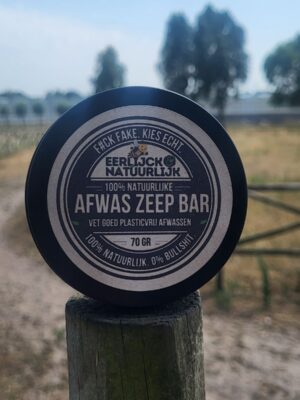 F#CK FAKE. KIES ECHT.
EERLIJCK
NATUURLIJK
100% NATUURLIJKE
AFWAS ZEEP BAR
VET GOED PLASTICVRIJ AFWASSEN
70 GR
100% NATUURLIJK. 0% BULLSHIT